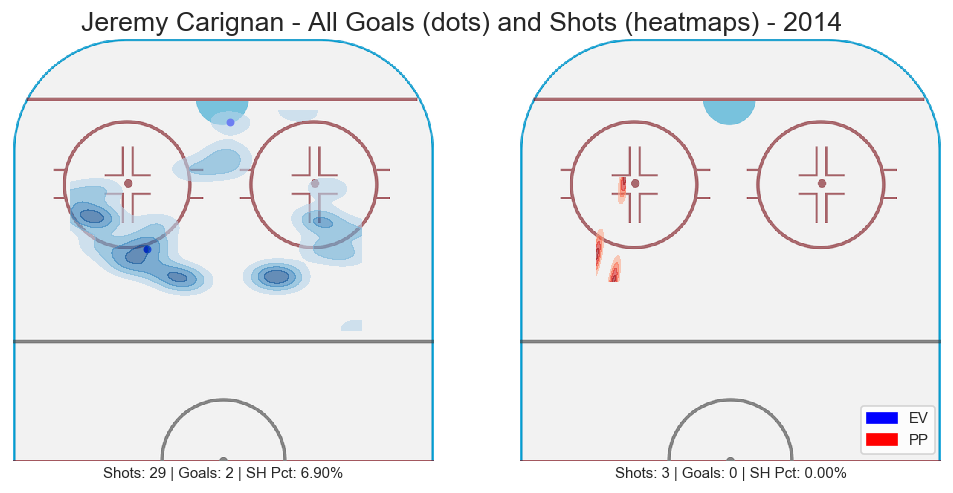 Jeremy Carignan - All Goals (dots) and Shots (heatmaps) - 2014
EV
PP
Shots: 29 | Goals: 2 | SH Pct: 6.90%
Shots: 3 | Goals: 0 | SH Pct: 0.00%